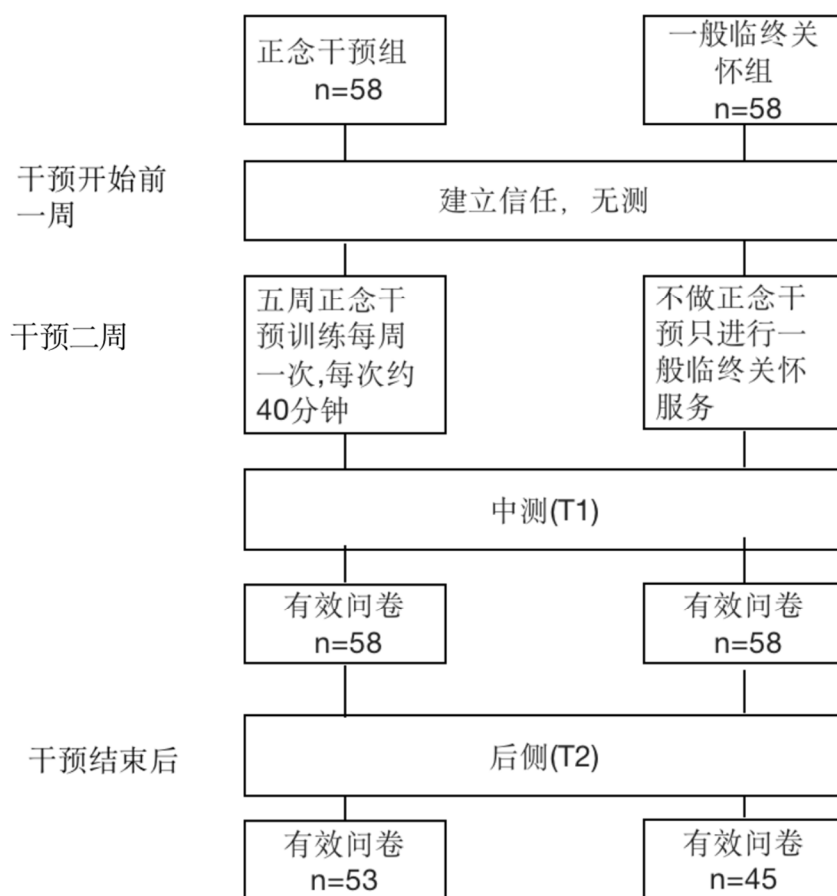 正念干预组
n=58
一般临终关
怀组
n=58
干预开始前
一周
建立信任，无测
干预二周
五周正念干
预训练每周
一次,每次约
40分钟
不做正念干
预只进行一
般临终关怀
服务
中测(T1)
有效问卷
n=58
有效问卷
n=58
干预结束后
后侧(T2)
有效问卷
n=53
有效问卷
n=45